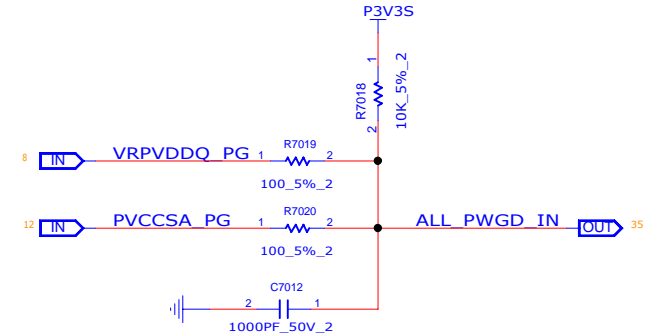 P3V3S
1
R7018
10K_5%_2
2
8 IN VRPVDDQ_PG 1 R7019 2
100_5%_2
12 IN PVCCSA_PG 1 R7020 2 ALL_PWGD_IN OUT 35
100_5%_2
C7012
2 1
1000PF_50V_2